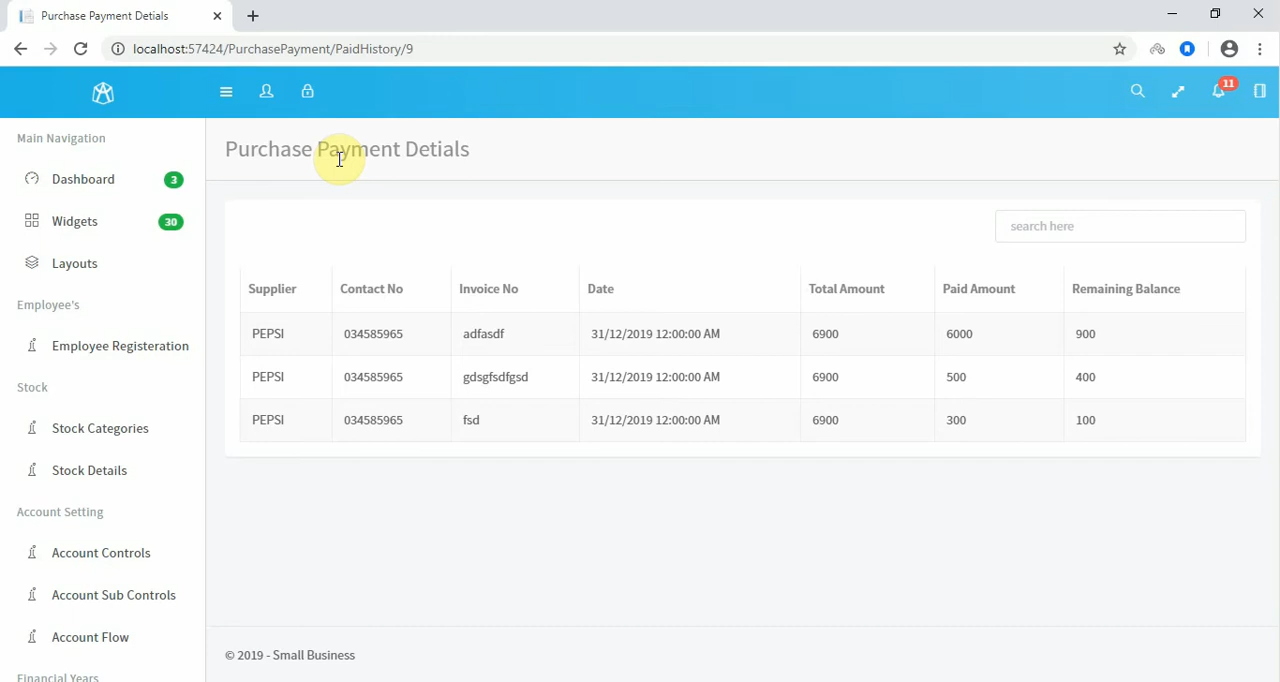 Purchase Payment Detials
localhost:57424/PurchasePayment/PaidHistory/9
11
Main Navigation
Dashboard 3
Widgets 30
Layouts
Employee's
Employee Registeration
Stock
Stock Categories
Stock Details
Account Setting
Account Controls
Account Sub Controls
Account Flow
Financial Years
Purchase Payment Detials
search here
Supplier Contact No Invoice No Date Total Amount Paid Amount Remaining Balance
PEPSI 034585965 adfasdf 31/12/2019 12:00:00 AM 6900 6000 900
PEPSI 034585965 gdsgfsdfgsd 31/12/2019 12:00:00 AM 6900 500 400
PEPSI 034585965 fsd 31/12/2019 12:00:00 AM 6900 300 100
© 2019 - Small Business